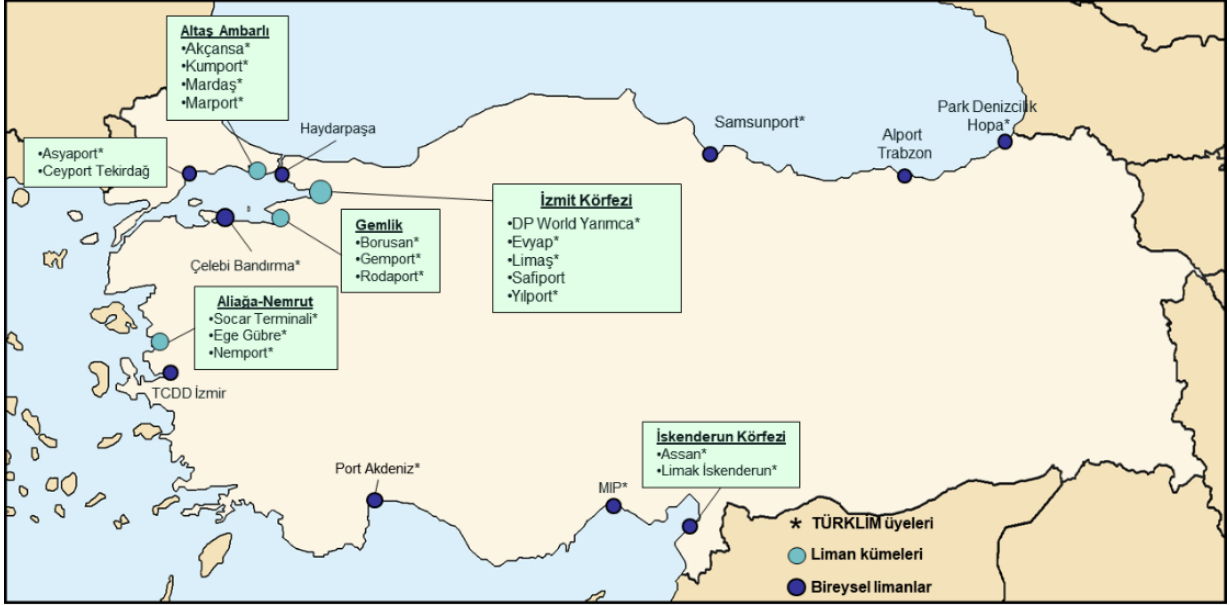 Altaş Ambarlı
•Akçansa*
•Kumport*
•Mardaş*
•Marport*
Haydarpaşa
•Asyaport*
•Ceyport Tekirdağ
Samsunport*
Alport
Trabzon
Park Denizcilik
Hopa*
İzmit Körfezi
•DP World Yarımca*
•Evyap*
•Limaş*
•Safiport
•Yılport*
Gemlik
•Borusan*
•Gemport*
•Rodaport*
Çelebi Bandırma*
Aliağa-Nemrut
•Socar Terminali*
•Ege Gübre*
•Nemport*
TCDD İzmir
Port Akdeniz*
MIP*
İskenderun Körfezi
•Assan*
•Limak İskenderun*
* TÜRKLİM üyeleri
Liman kümeleri
Bireysel limanlar